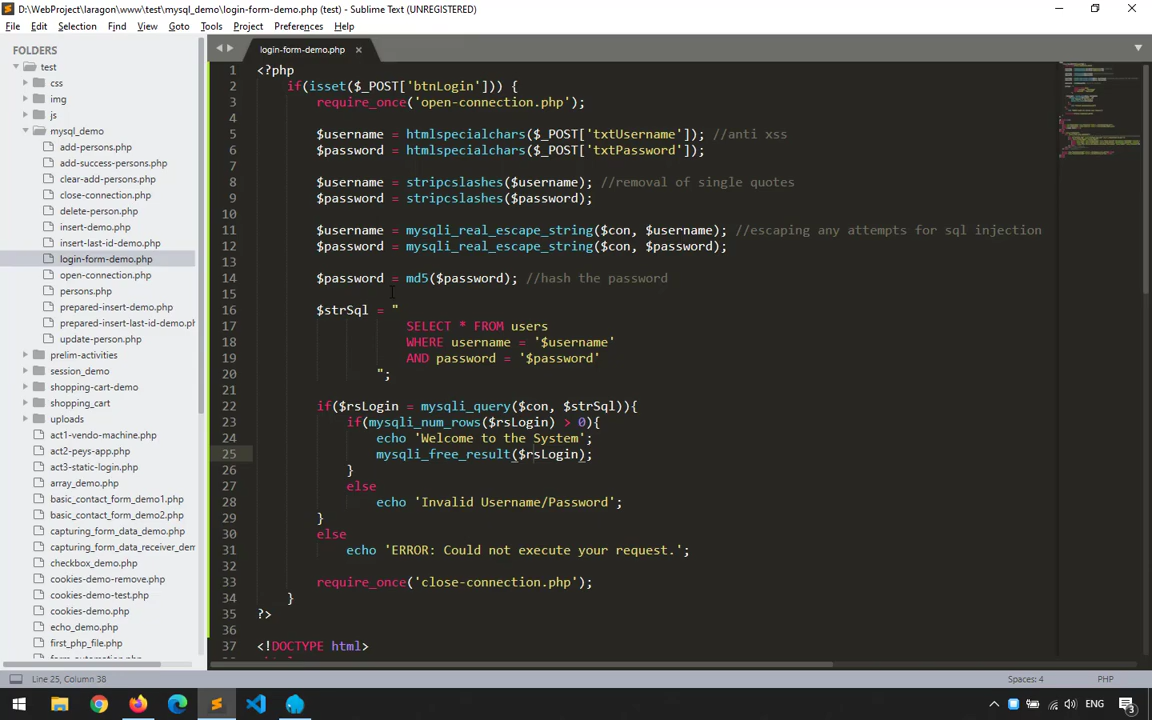 D:\WebProject\laragon\www\test\mysql_demo\login-form-demo.php (test) - Sublime Text (UNREGISTERED)
File Edit Selection Find View Goto Tools Project Preferences Help
FOLDERS
test
css
img
js
mysql_demo
add-persons.php
add-success-persons.php
clear-add-persons.php
close-connection.php
delete-person.php
insert-demo.php
insert-last-id-demo.php
login-form-demo.php
open-connection.php
persons.php
prepared-insert-demo.php
prepared-insert-last-id-demo.ph
update-person.php
prelim-activities
session_demo
shopping-cart-demo
shopping_cart
uploads
act1-vendo-machine.php
act2-peys-app.php
act3-static-login.php
array_demo.php
basic_contact_form_demo1.php
basic_contact_form_demo2.php
capturing_form_data_demo.php
capturing_form_data_receiver_dem
checkbox_demo.php
cookies-demo-remove.php
cookies-demo-test.php
cookies-demo.php
echo_demo.php
first_php_file.php
login-form-demo.php
1 <?php
2 if(isset($_POST['btnLogin'])) {
3 require_once('open-connection.php');
4
5 $username = htmlspecialchars($_POST['txtUsername']); //anti xss
6 $password = htmlspecialchars($_POST['txtPassword']);
7
8 $username = stripcslashes($username); //removal of single quotes
9 $password = stripcslashes($password);
10
11 $username = mysqli_real_escape_string($con, $username); //escaping any attempts for sql injection
12 $password = mysqli_real_escape_string($con, $password);
13
14 $password = md5($password); //hash the password
15
16 $strSql = "
17 SELECT * FROM users
18 WHERE username = '$username'
19 AND password = '$password'
20 ";
21
22 if($rsLogin = mysqli_query($con, $strSql)){
23 if(mysqli_num_rows($rsLogin) > 0){
24 echo 'Welcome to the System';
25 mysqli_free_result($rsLogin);
26 }
27 else
28 echo 'Invalid Username/Password';
29 }
30 else
31 echo 'ERROR: Could not execute your request.';
32
33 require_once('close-connection.php');
34 }
35 ?>
36
37 <!DOCTYPE html>
Line 25, Column 38
Spaces: 4
PHP
ENG
3